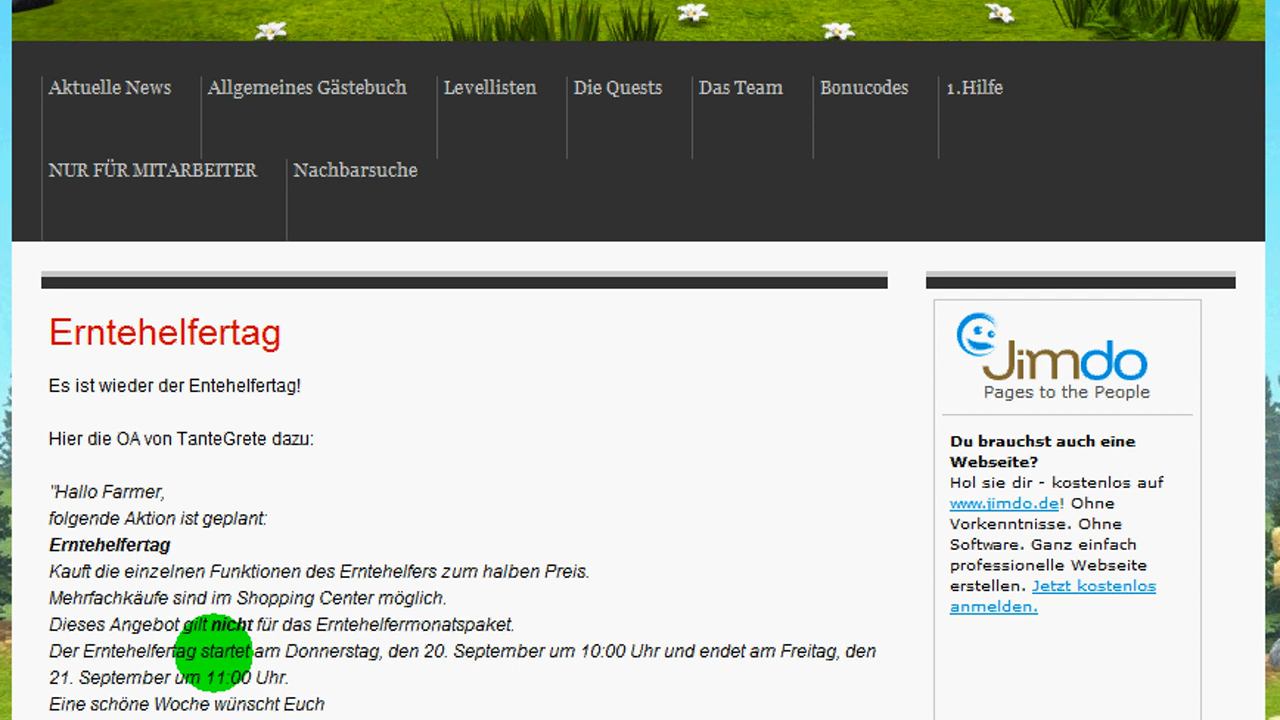 Aktuelle News Allgemeines Gästebuch Levellisten Die Quests Das Team Bonucodes 1.Hilfe
NUR FÜR MITARBEITER Nachbarsuche
Erntehelfertag
Es ist wieder der Entehelfertag!
Hier die OA von TanteGrete dazu:
"Hallo Farmer,
folgende Aktion ist geplant:
Erntehelfertag
Kauft die einzelnen Funktionen des Erntehelfers zum halben Preis.
Mehrfachkäufe sind im Shopping Center möglich.
Dieses Angebot gilt nicht für das Erntehelfermonatspaket.
Der Erntehelfertag startet am Donnerstag, den 20. September um 10:00 Uhr und endet am Freitag, den
21. September um 11:00 Uhr.
Eine schöne Woche wünscht Euch
Jimdo
Pages to the People
Du brauchst auch eine
Webseite?
Hol sie dir - kostenlos auf
www.jimdo.de! Ohne
Vorkenntnisse. Ohne
Software. Ganz einfach
professionelle Webseite
erstellen. Jetzt kostenlos
anmelden.